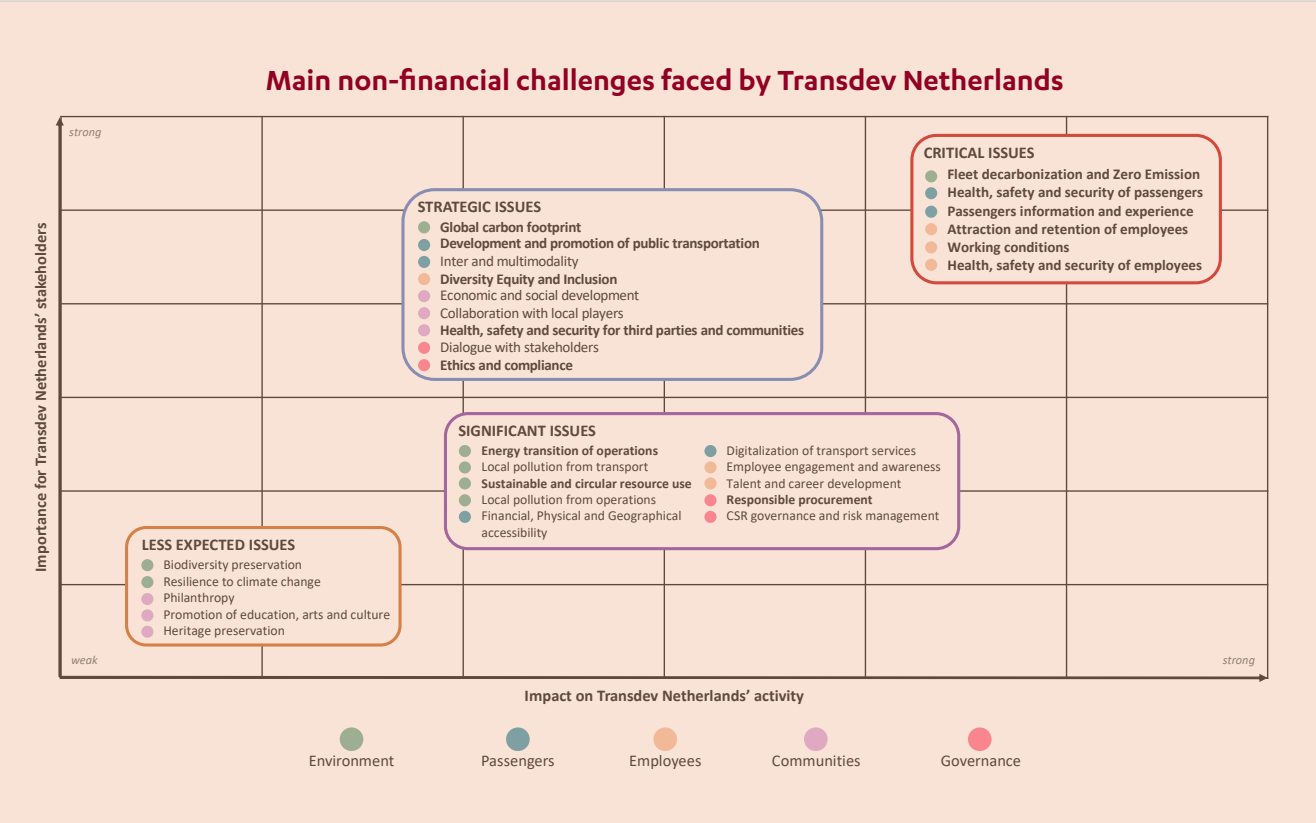 Main non-financial challenges faced by Transdev Netherlands
strong
Importance for Transdev Netherlands' stakeholders
CRITICAL ISSUES
Fleet decarbonization and Zero Emission
Health, safety and security of passengers
Passengers information and experience
Attraction and retention of employees
Working conditions
Health, safety and security of employees
STRATEGIC ISSUES
Global carbon footprint
Development and promotion of public transportation
Inter and multimodality
Diversity Equity and Inclusion
Economic and social development
Collaboration with local players
Health, safety and security for third parties and communities
Dialogue with stakeholders
Ethics and compliance
SIGNIFICANT ISSUES
Energy transition of operations
Local pollution from transport
Sustainable and circular resource use
Local pollution from operations
Financial, Physical and Geographical
accessibility
Digitalization of transport services
Employee engagement and awareness
Talent and career development
Responsible procurement
CSR governance and risk management
LESS EXPECTED ISSUES
Biodiversity preservation
Resilience to climate change
Philanthropy
Promotion of education, arts and culture
Heritage preservation
weak
strong
Impact on Transdev Netherlands' activity
Environment
Passengers
Employees
Communities
Governance